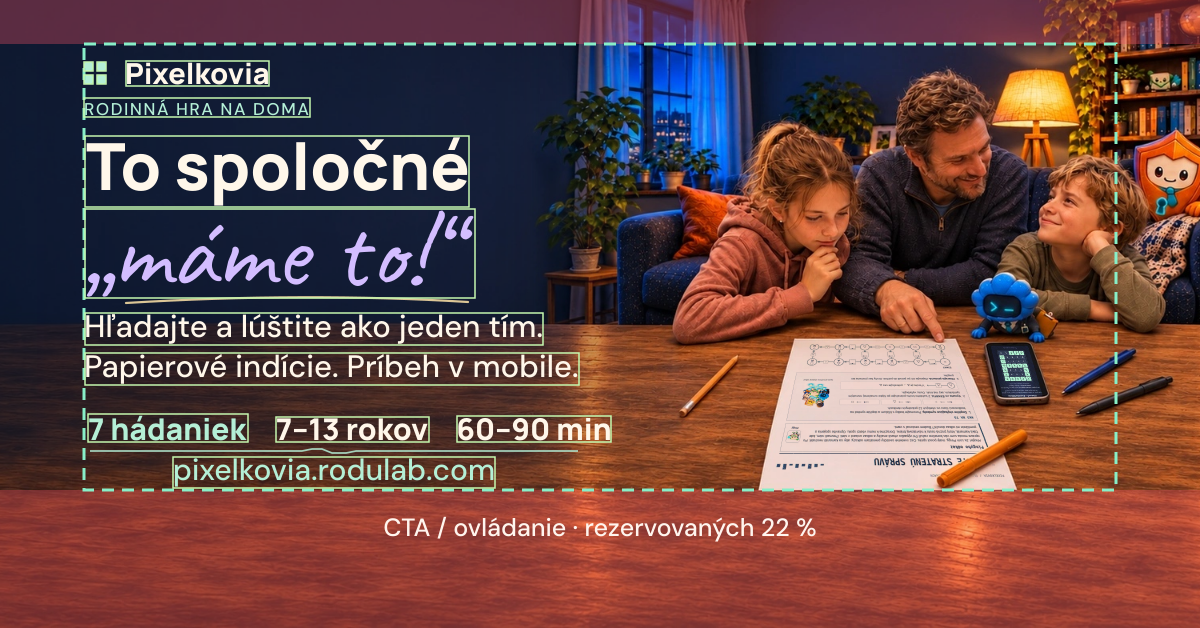 Pixelkovia
RODINNÁ HRA NA DOMA
To spoločné
„máme to!“
Hľadajte a lúštite ako jeden tím.
Papierové indície. Príbeh v mobile.
7 hádaniek 7–13 rokov 60–90 min
pixelkovia.rodulab.com
CTA / ovládanie · rezervovaných 22 %